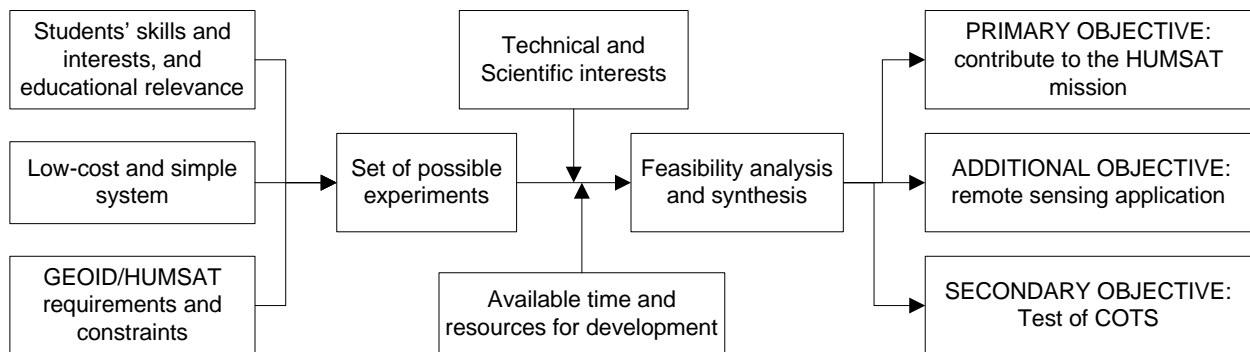 Students' skills and
interests, and
educational relevance
Low-cost and simple
system
GEOID/HUMSAT
requirements and
constraints
Set of possible
experiments
Technical and
Scientific interests
Available time and
resources for development
Feasibility analysis
and synthesis
PRIMARY OBJECTIVE:
contribute to the HUMSAT
mission
ADDITIONAL OBJECTIVE:
remote sensing application
SECONDARY OBJECTIVE:
Test of COTS